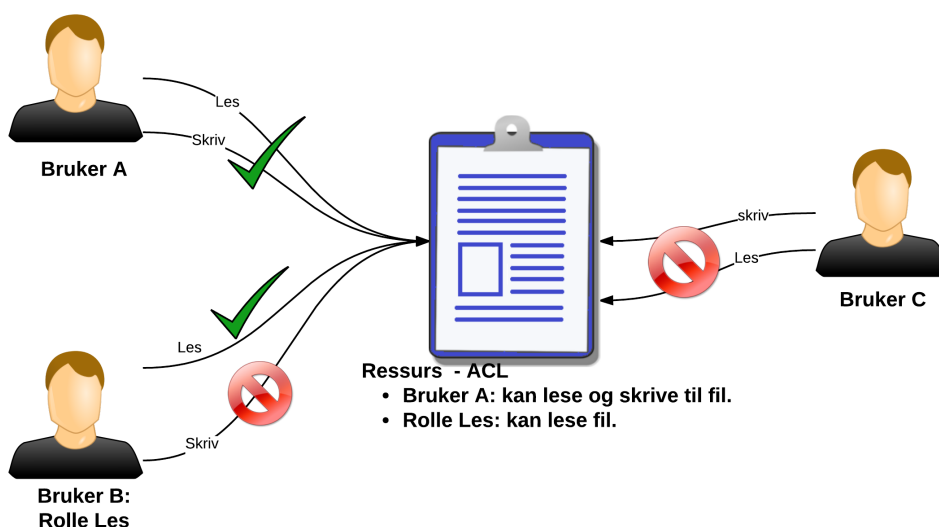 Les
Skriv
Bruker A
skriv
Les
Bruker C
Les
Skriv
Bruker B:
Rolle Les
Ressurs - ACL
• Bruker A: kan lese og skrive til fil.
• Rolle Les: kan lese fil.